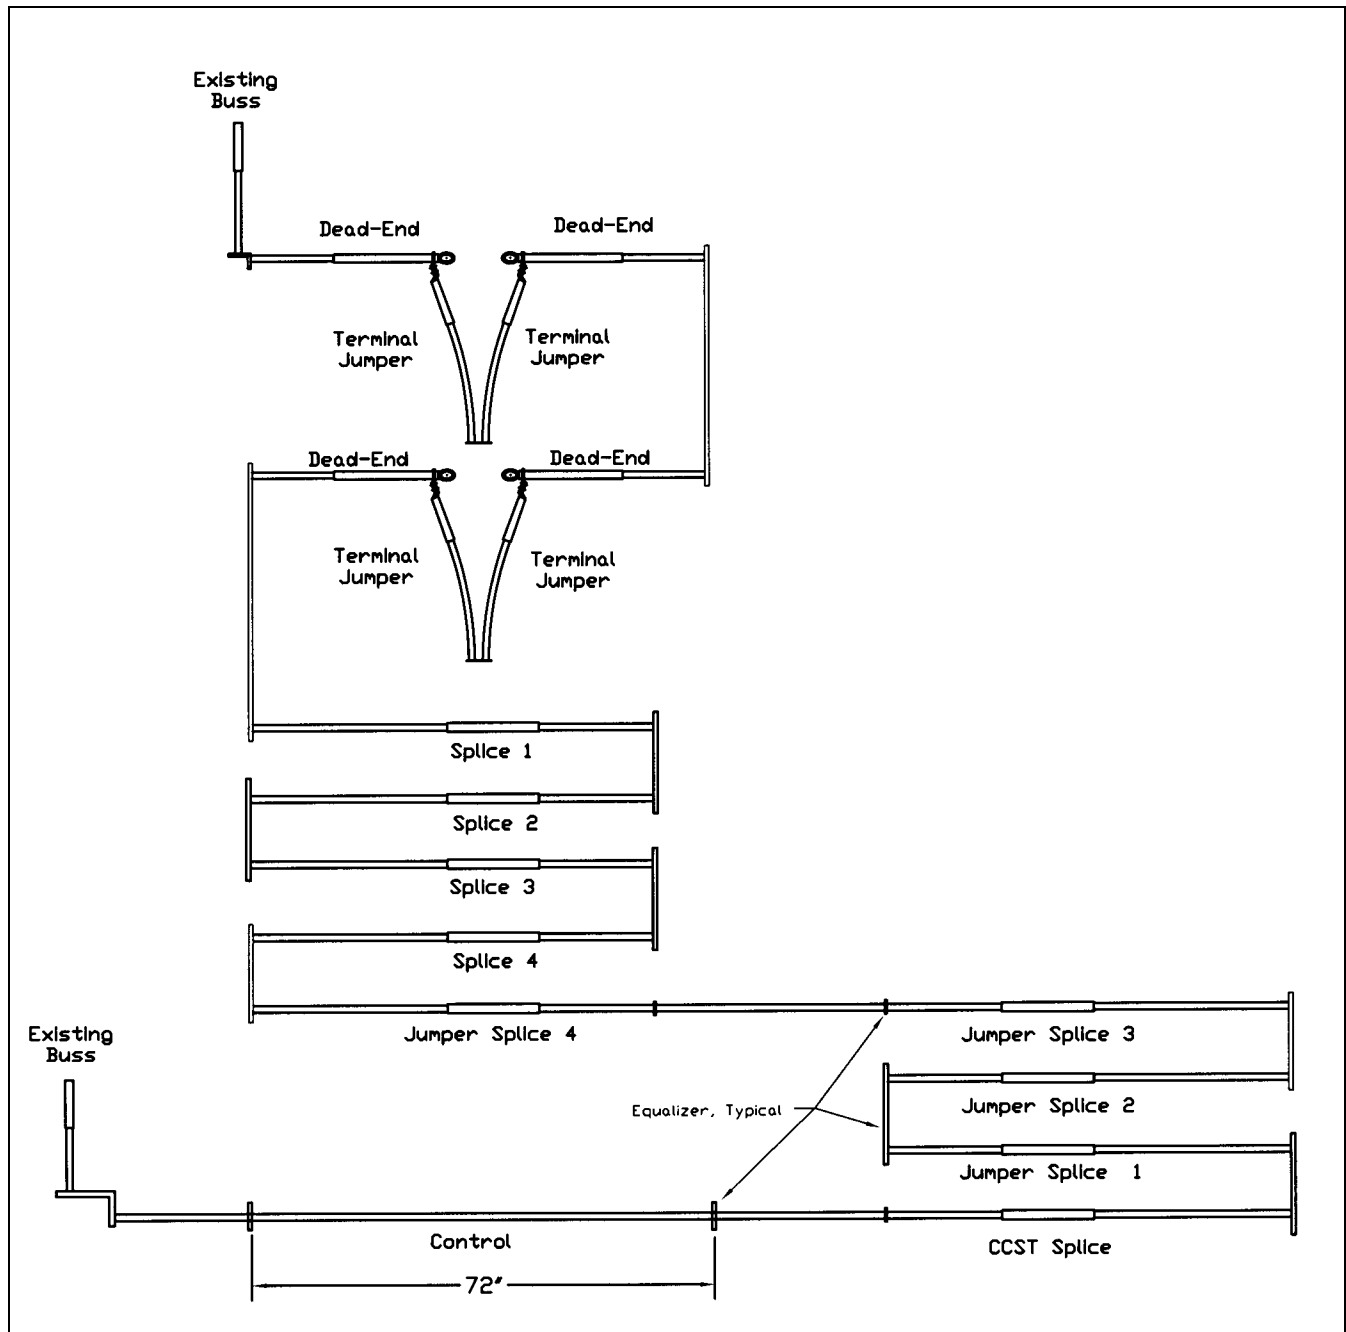 Existing
Buss
Dead-End
Dead-End
Terminal
Jumper
Terminal
Jumper
Dead-End
Dead-End
Terminal
Jumper
Terminal
Jumper
Splice 1
Splice 2
Splice 3
Splice 4
Jumper Splice 4
Jumper Splice 3
Existing
Buss
Equalizer, Typical
Jumper Splice 2
Jumper Splice 1
Control
CCST Splice
72"